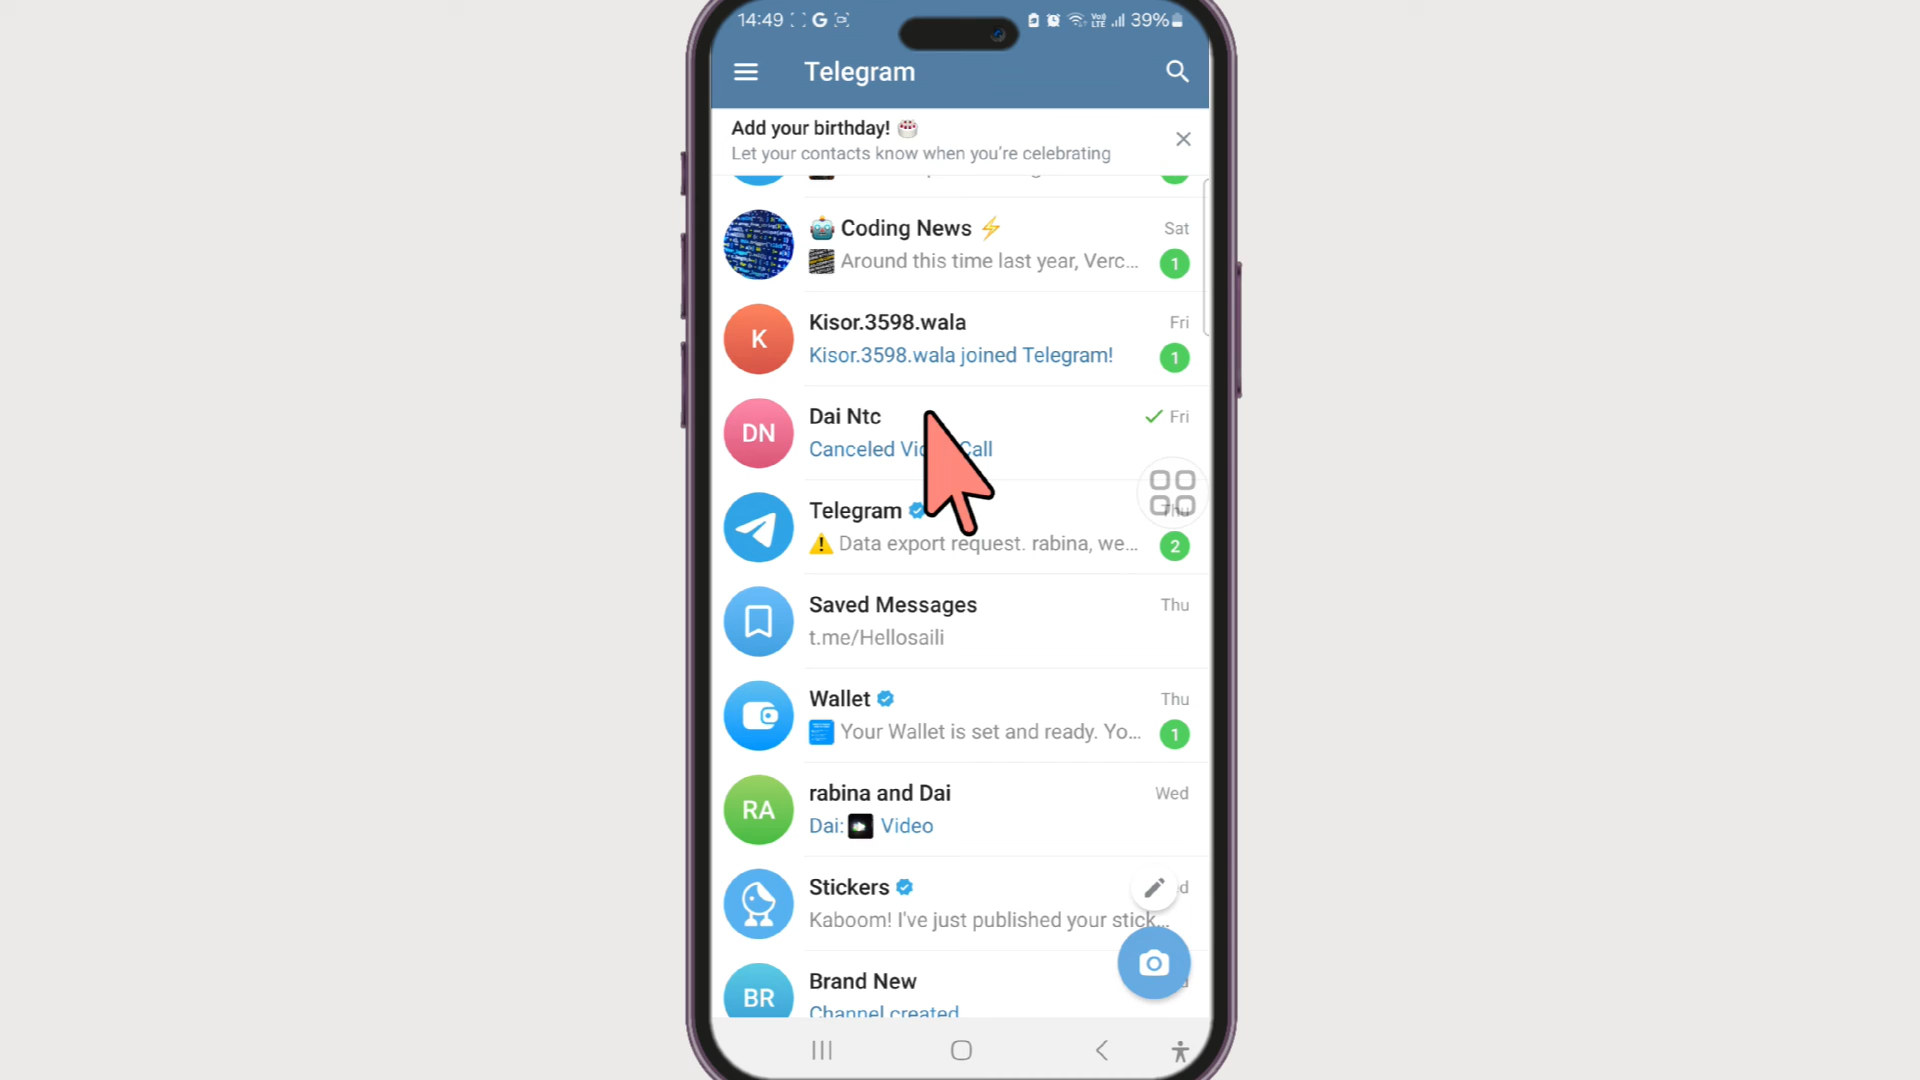 14:49 G VoD LTE 39%
Telegram
Add your birthday! 🎂
Let your contacts know when you're celebrating
🤖 Coding News ⚡ Sat
Around this time last year, Verc... 1
Kisor.3598.wala Fri
Kisor.3598.wala joined Telegram! 1
K
Dai Ntc Fri
DN
Canceled Call
Telegram Thu
⚠️ Data export request. rabina, we... 2
Saved Messages Thu
t.me/Hellosaili
Wallet Thu
Your Wallet is set and ready. Yo... 1
rabina and Dai Wed
RA
Dai: Video
Stickers
Kaboom! I've just published your stick...
Brand New
BR
Channel created